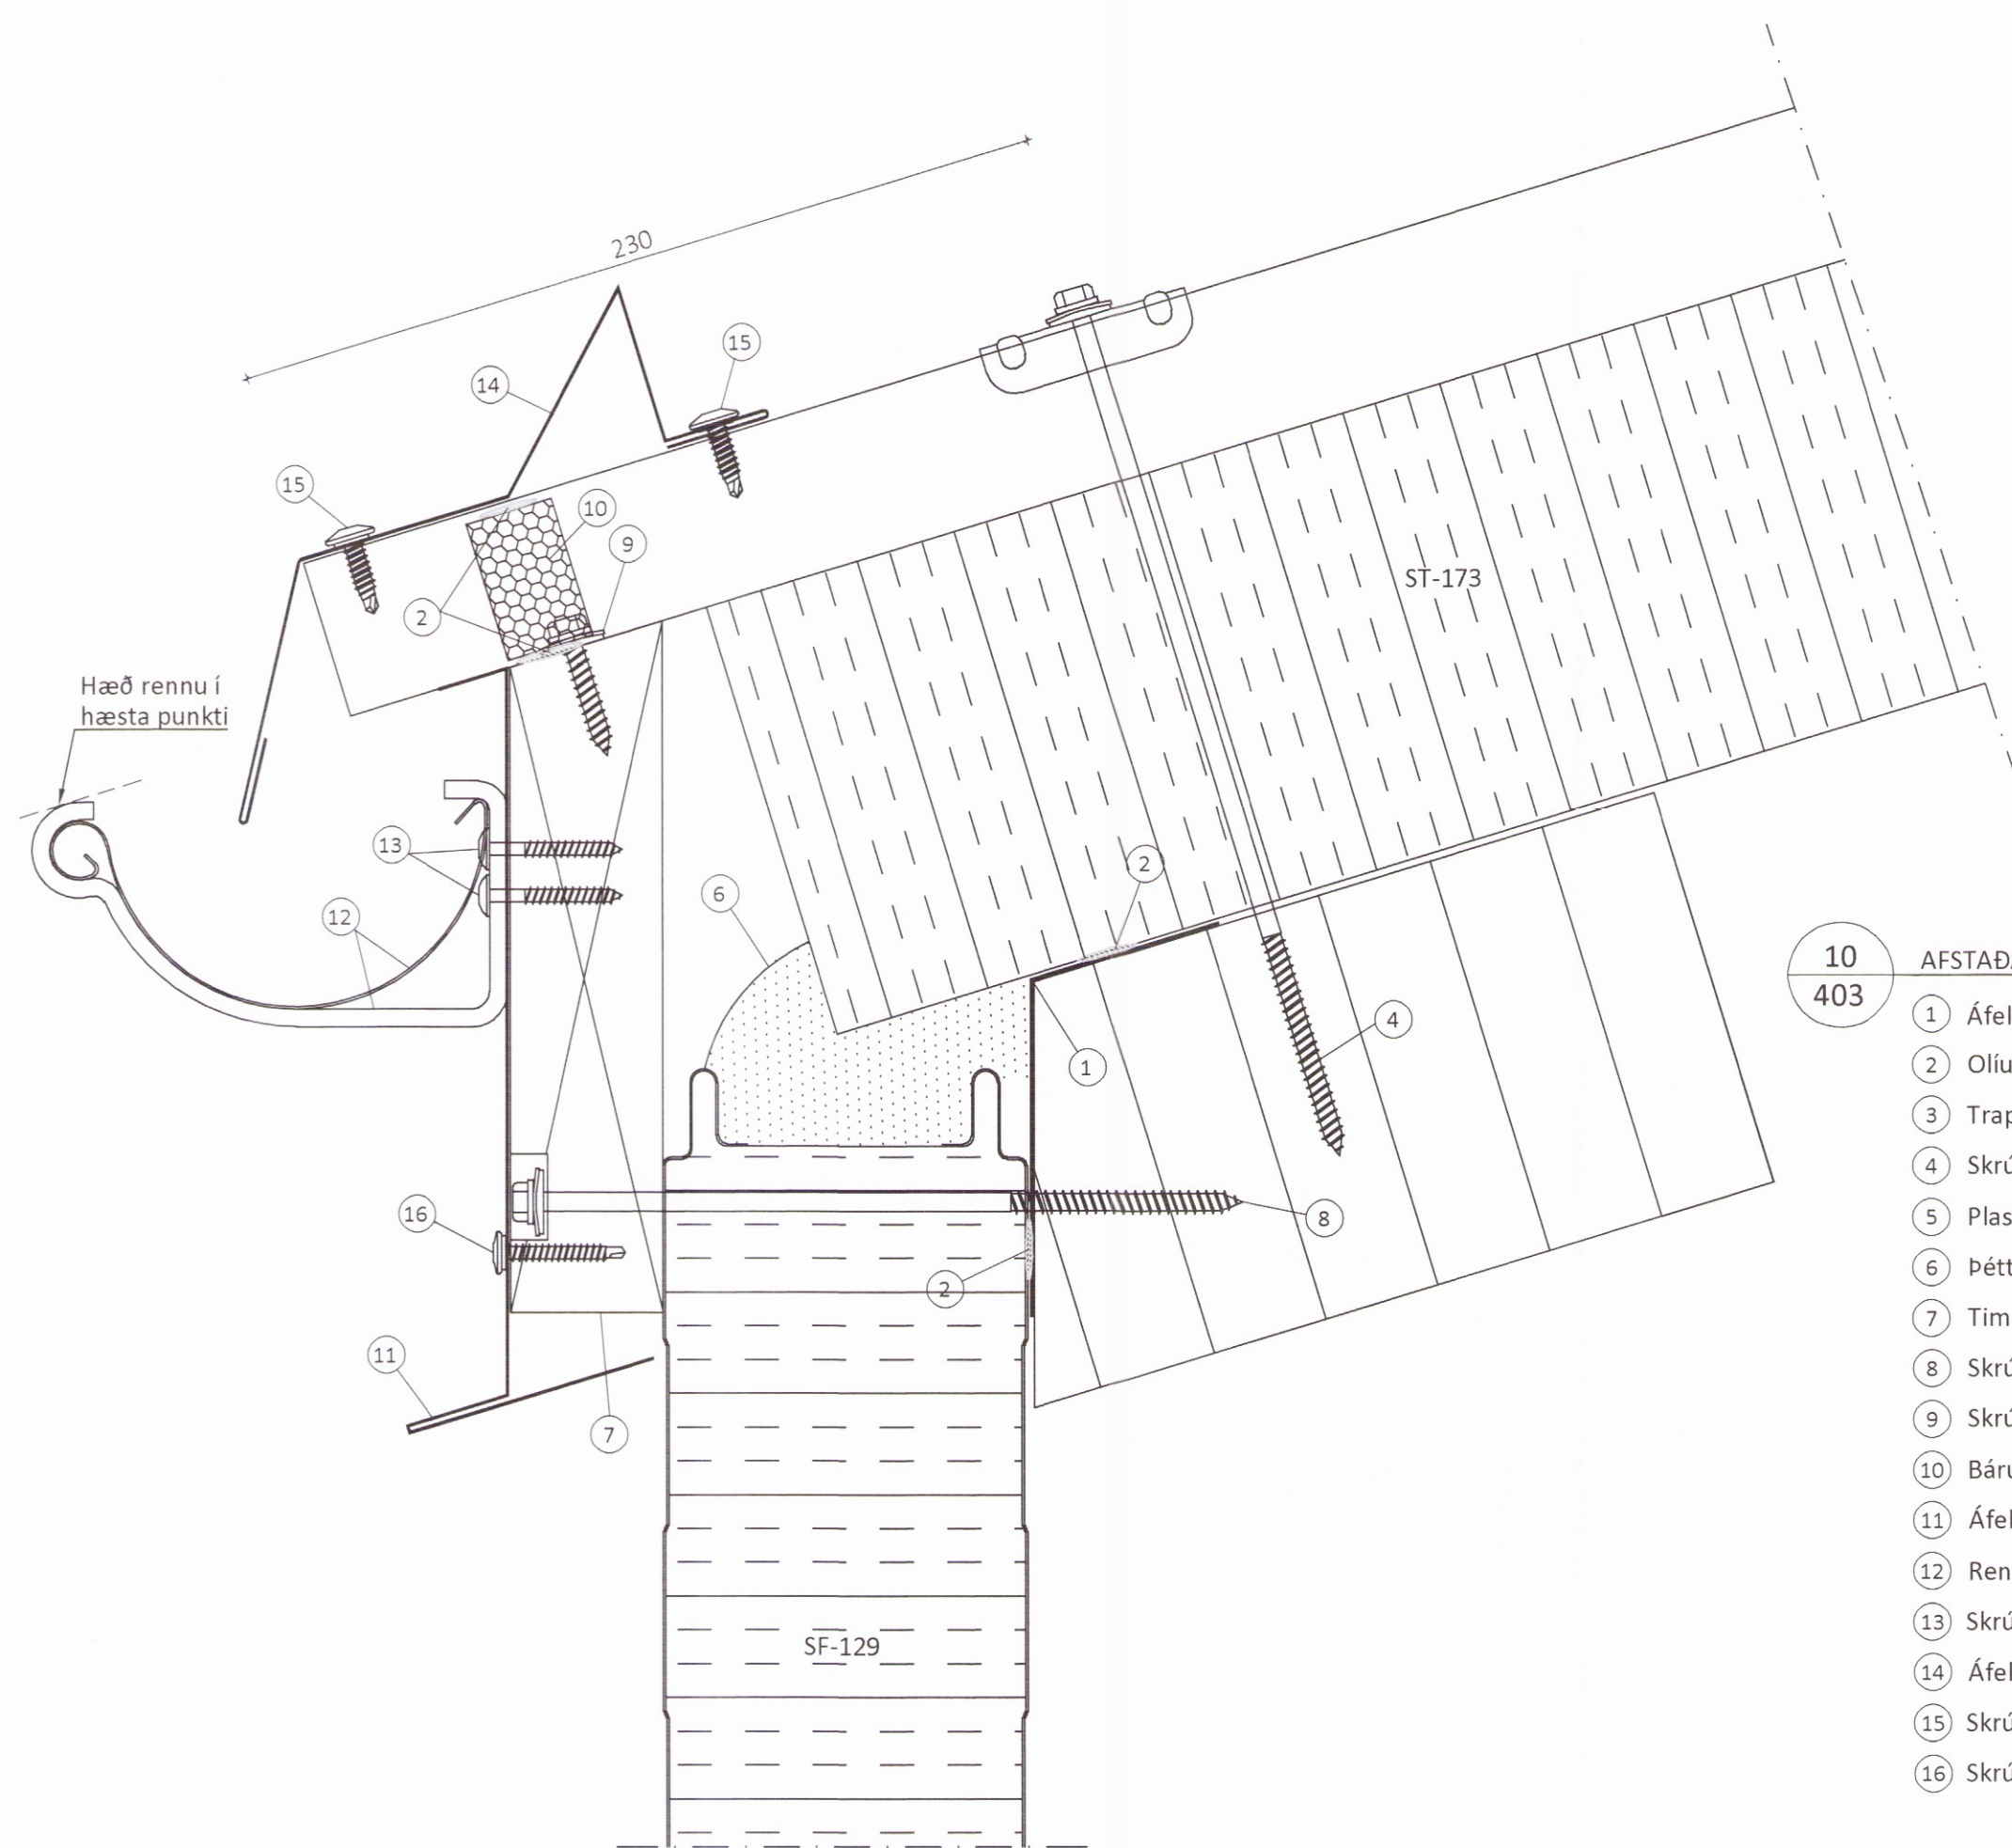 230
15
14
15
10
9
2
ST-173
Hæð rennu í
hæsta punkti
13
6
2
12
4
1
16
8
2
11
7
SF-129
10
403
AFSTAÐ
1 Áfel
2 Olíu
3 Trap
4 Skrú
5 Plas
6 Þétt
7 Tim
8 Skrú
9 Skrú
10 Báru
11 Áfel
12 Ren
13 Skrú
14 Áfel
15 Skrú
16 Skrú